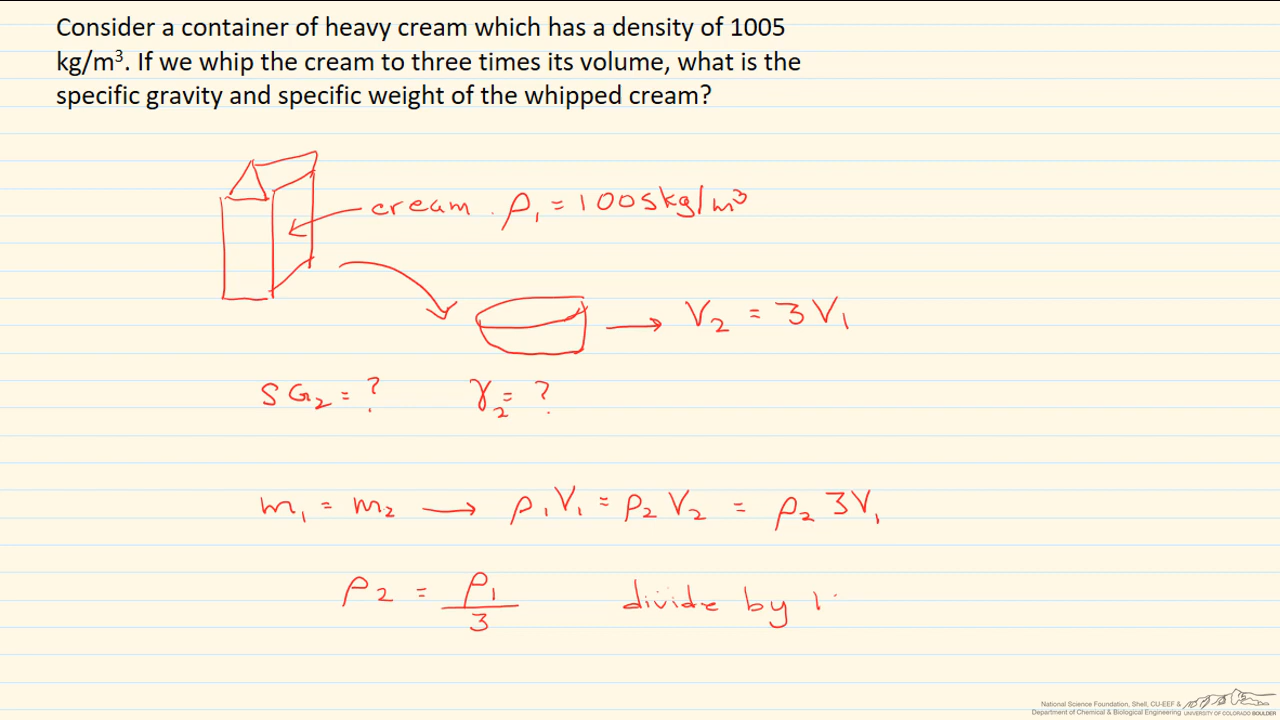 Consider a container of heavy cream which has a density of 1005
kg/m³. If we whip the cream to three times its volume, what is the
specific gravity and specific weight of the whipped cream?
cream. ρ₁ = 1005 kg/m³
V₂ = 3 V₁
SG₂ = ? γ₂ = ?
m₁ = m₂ → ρ₁V₁ = ρ₂V₂ = ρ₂ 3V₁
ρ₂ = ρ₁/3 divide by
National Science Foundation, Shell, CU-EEF &
Department of Chemical & Biological Engineering UNIVERSITY OF COLORADO BOULDER